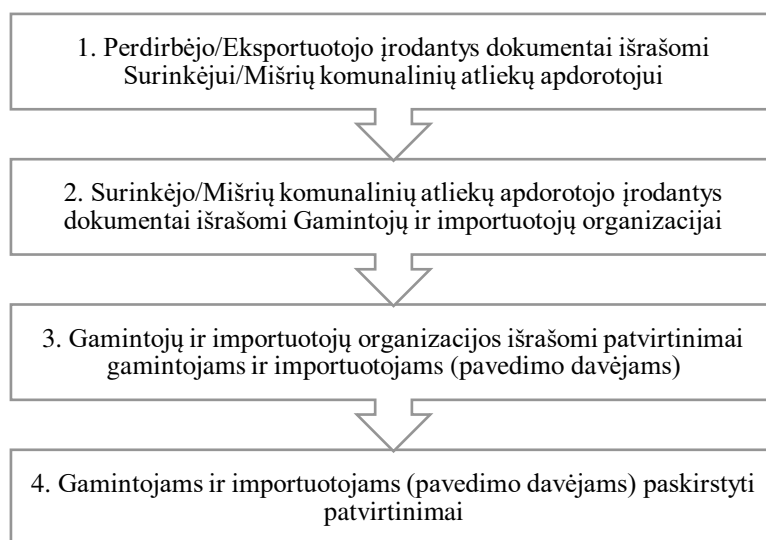 1. Perdirbėjo/Eksportuotojo įrodantys dokumentai išrašomi
Surinkėjui/Mišrių komunalinių atliekų apdorotojui
2. Surinkėjo/Mišrių komunalinių atliekų apdorotojo įrodantys
dokumentai išrašomi Gamintojų ir importuotojų organizacijai
3. Gamintojų ir importuotojų organizacijos išrašomi patvirtinimai
gamintojams ir importuotojams (pavedimo davėjams)
4. Gamintojams ir importuotojams (pavedimo davėjams) paskirstyti
patvirtinimai